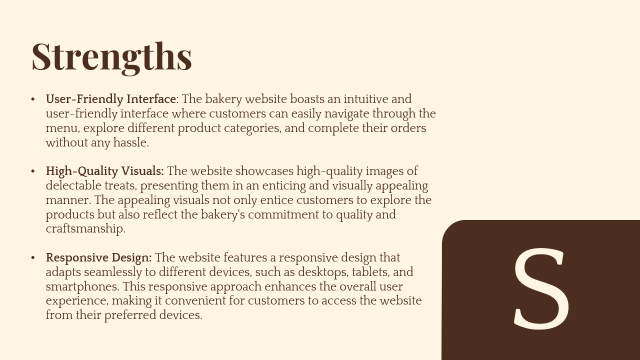 Strengths
• User-Friendly Interface: The bakery website boasts an intuitive and
user-friendly interface where customers can easily navigate through the
menu, explore different product categories, and complete their orders
without any hassle.
• High-Quality Visuals: The website showcases high-quality images of
delectable treats, presenting them in an enticing and visually appealing
manner. The appealing visuals not only entice customers to explore the
products but also reflect the bakery's commitment to quality and
craftsmanship.
• Responsive Design: The website features a responsive design that
adapts seamlessly to different devices, such as desktops, tablets, and
smartphones. This responsive approach enhances the overall user
experience, making it convenient for customers to access the website
from their preferred devices.
S